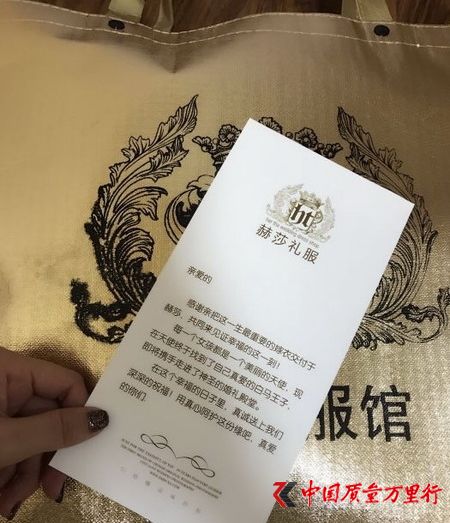 ht
赫莎礼服
亲爱的
感谢亲把这一生最重要的嫁衣交付于
赫莎，共同来见证幸福的这一刻！
每一个女孩都是一个美丽的天使，现
在天使终于找到了自己真爱的白马王子，
即将携手走进了神圣的婚礼殿堂。
在这个幸福的日子里，真诚送上我们
深深的祝福！用真心呵护这份缘吧，真爱
的你们
服馆
中国质量万里行